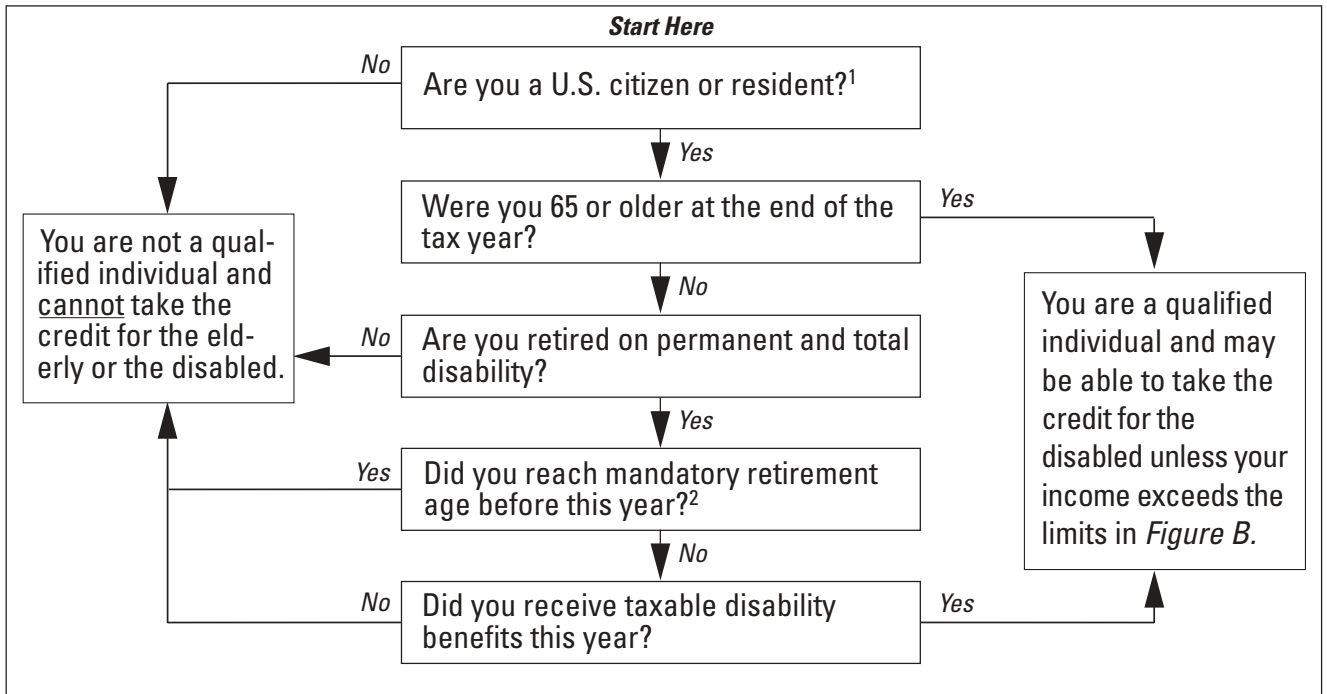 Start Here
No
Are you a U.S. citizen or resident?¹
Yes
Were you 65 or older at the end of the
tax year?
Yes
No
You are not a qual-
ified individual and
cannot take the
credit for the eld-
erly or the disabled.
No
Are you retired on permanent and total
disability?
Yes
You are a qualified
individual and may
be able to take the
credit for the
disabled unless your
income exceeds the
limits in Figure B.
Yes
Did you reach mandatory retirement
age before this year?²
No
No
Did you receive taxable disability
benefits this year?
Yes